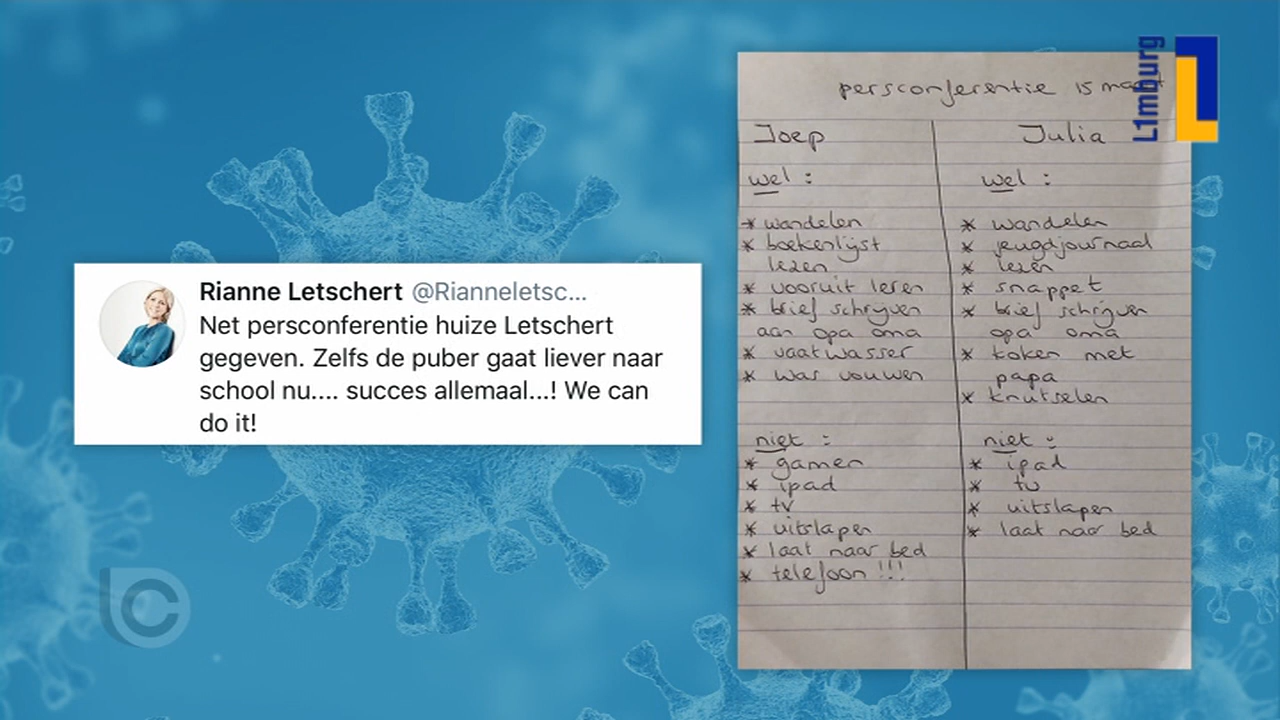 L1mburg
Rianne Letschert @Rianneletsc...
Net persconferentie huize Letschert
gegeven. Zelfs de puber gaat liever naar
school nu.... succes allemaal...! We can
do it!
persconferentie 15 maart
Joep
wel :
* wandelen
* boekenlijst
lezen
* vooruit leren
* brief schrijven
aan opa oma
* vaatwasser
* was vouwen
niet :
* gamen
* ipad
* tv
* uitslapen
* laat naar bed
* telefoon !!!
Julia
wel :
* wandelen
* jeugdjournaal
* lezen
* snappet
* brief schrijven
opa oma
* koken met
papa
* knutselen
niet :
* ipad
* tv
* uitslapen
* laat naar bed